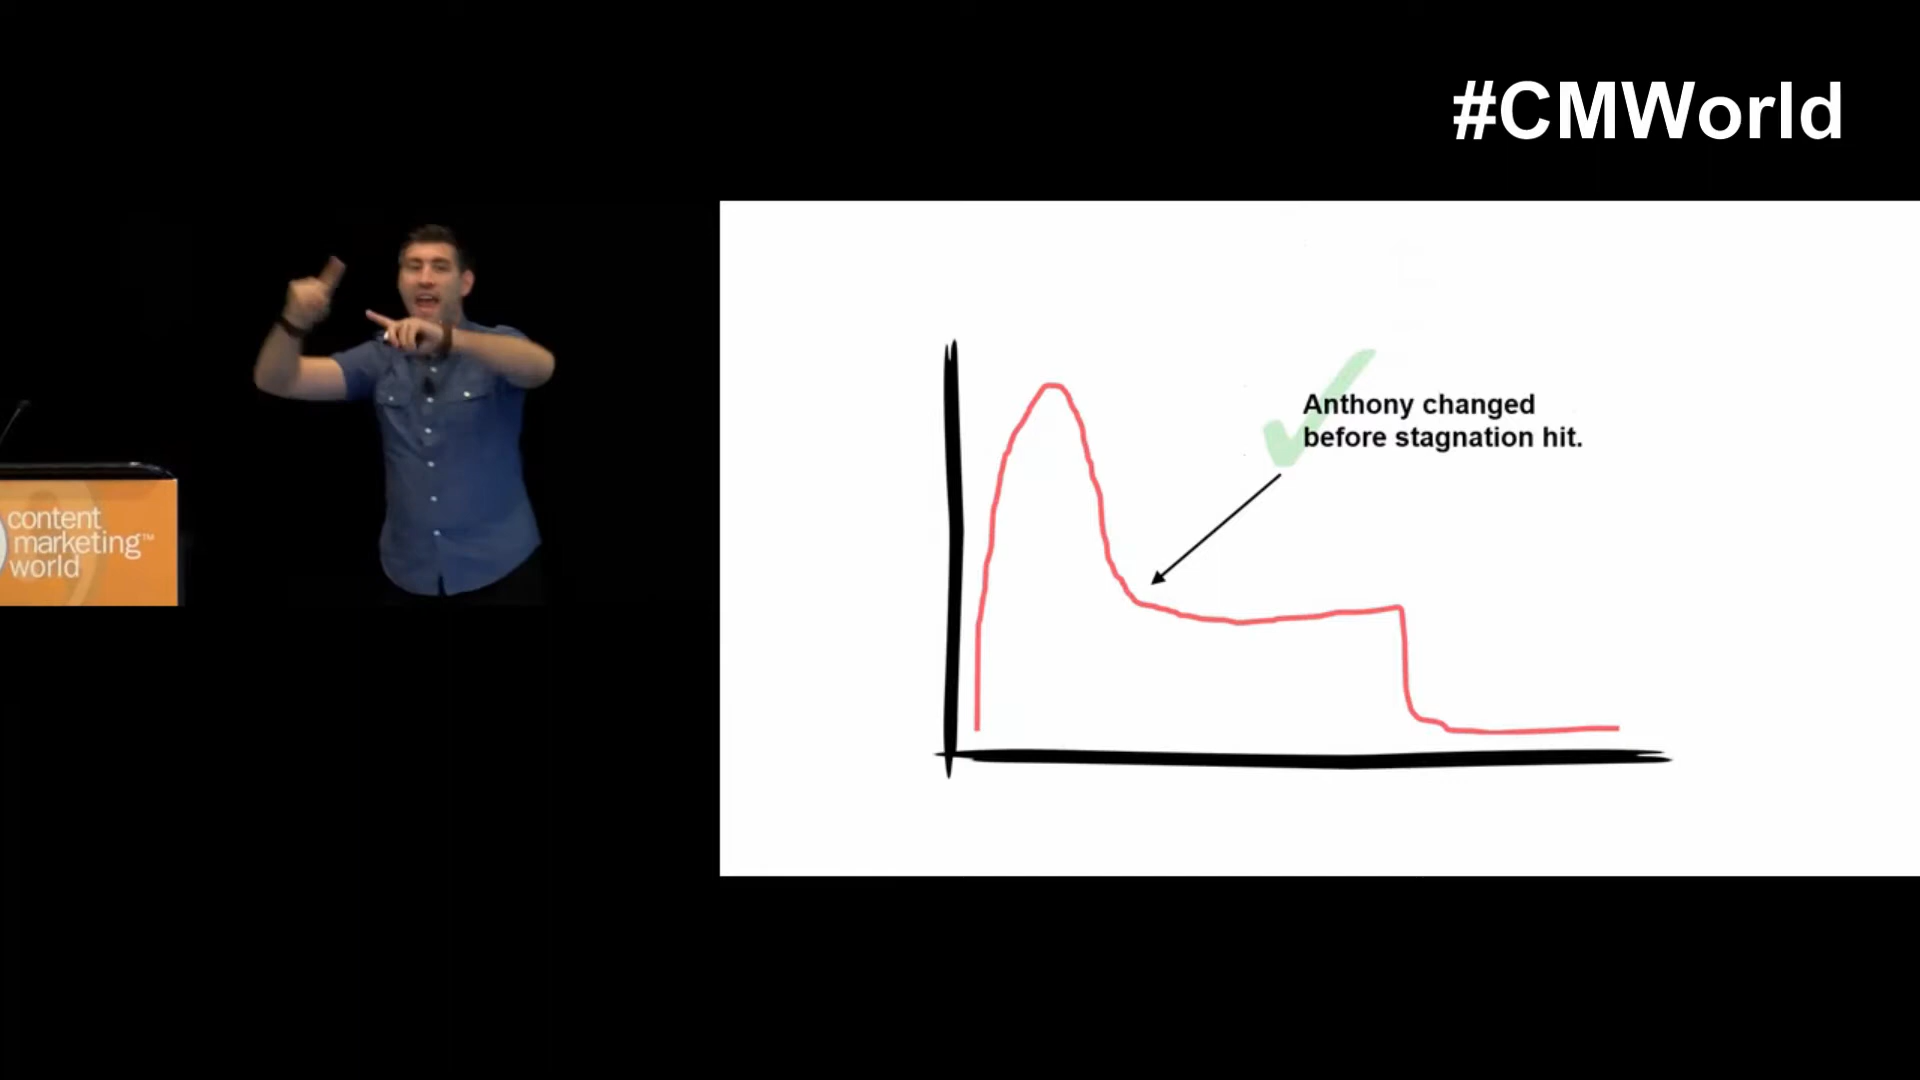 #CMWorld
Anthony changed
before stagnation hit.
content
marketing™
world